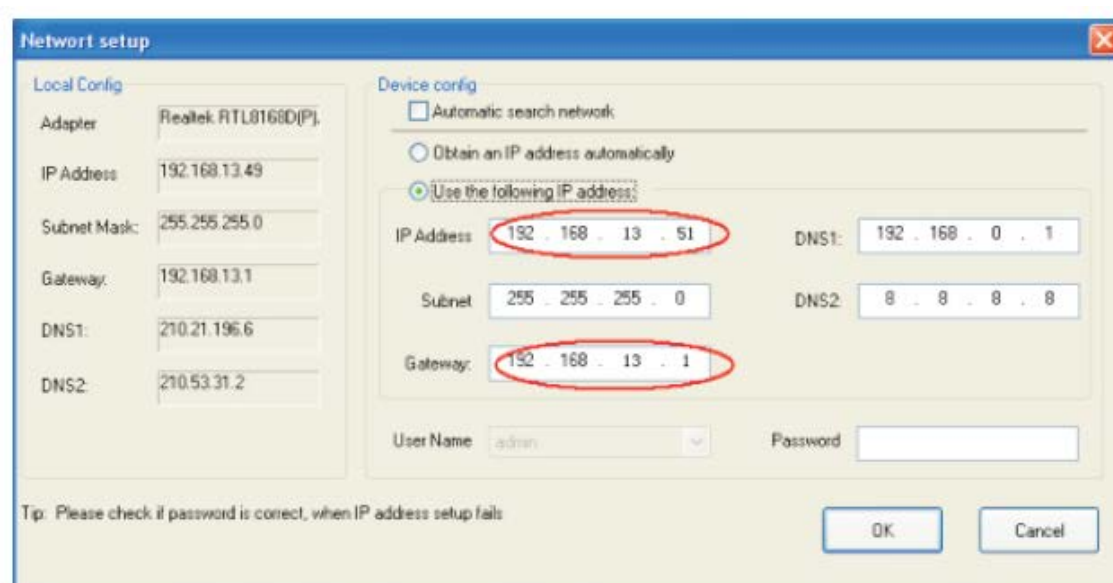 Networt setup
Local Config
Adapter Realtek RTL8168D(P),
IP Address 192.168.13.49
Subnet Mask: 255.255.255.0
Gateway: 192.168.13.1
DNS1: 210.21.196.6
DNS2: 210.53.31.2
Device config
Automatic search network
Obtain an IP address automatically
Use the following IP address:
IP Address 192 . 168 . 13 . 51 DNS1: 192 . 168 . 0 . 1
Subnet 255 . 255 . 255 . 0 DNS2: 8 . 8 . 8 . 8
Gateway: 192 . 168 . 13 . 1
User Name admin Password
Tip: Please check if password is correct, when IP address setup fails
OK Cancel